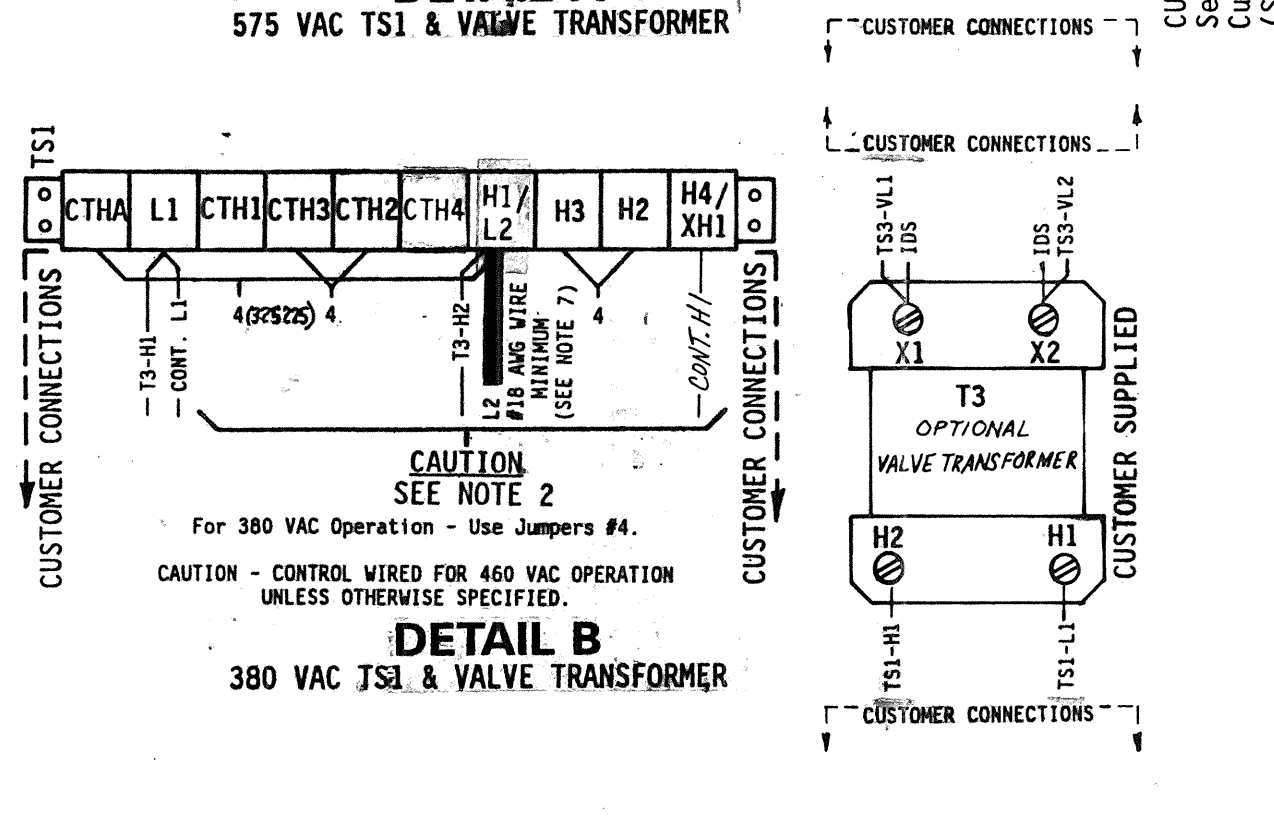 575 VAC TS1 & VALVE TRANSFORMER
CUSTOMER CONNECTIONS
CUSTOMER CONNECTIONS
TS1
CTHA L1 CTH1 CTH3 CTH2 CTH4 H1/L2 H3 H2 H4/XH1
CUSTOMER CONNECTIONS
T3-H1
CONT. L1
4 (325225) 4
T3-H2
L2
#18 AWG WIRE
MINIMUM
(SEE NOTE 7)
4
CONT. H1
CUSTOMER CONNECTIONS
CAUTION
SEE NOTE 2
For 380 VAC Operation - Use Jumpers #4.
CAUTION - CONTROL WIRED FOR 460 VAC OPERATION
UNLESS OTHERWISE SPECIFIED.
DETAIL B
380 VAC TS1 & VALVE TRANSFORMER
TS3-VL1
IDS
IDS
TS3-VL2
X1 X2
T3
OPTIONAL
VALVE TRANSFORMER
CUSTOMER SUPPLIED
H2 H1
TS1-H1
TS1-L1
CUSTOMER CONNECTIONS